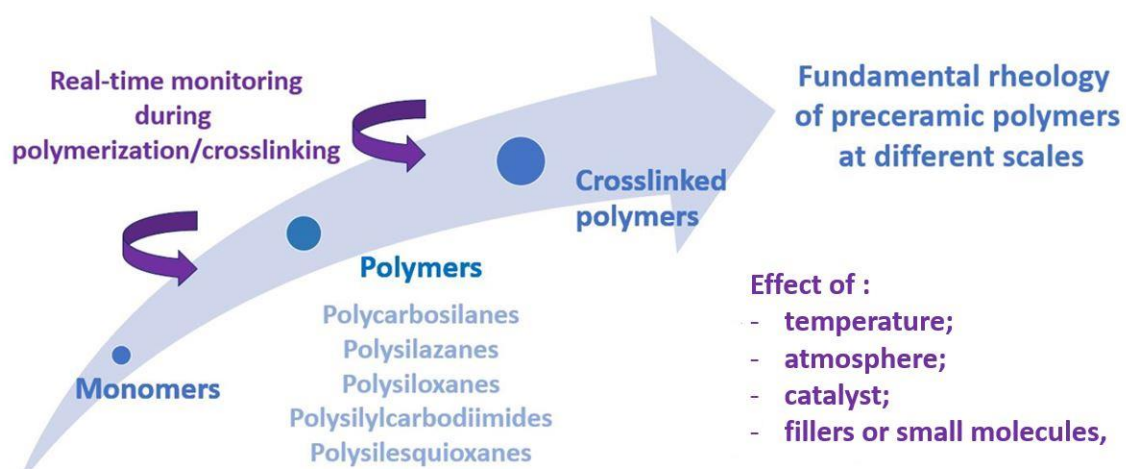 Real-time monitoring
during
polymerization/crosslinking
Fundamental rheology
of preceramic polymers
at different scales
Crosslinked
polymers
Polymers
Polycarbosilanes
Polysilazanes
Polysiloxanes
Polysilylcarbodiimides
Polysilesquioxanes
Monomers
Effect of :
- temperature;
- atmosphere;
- catalyst;
- fillers or small molecules,